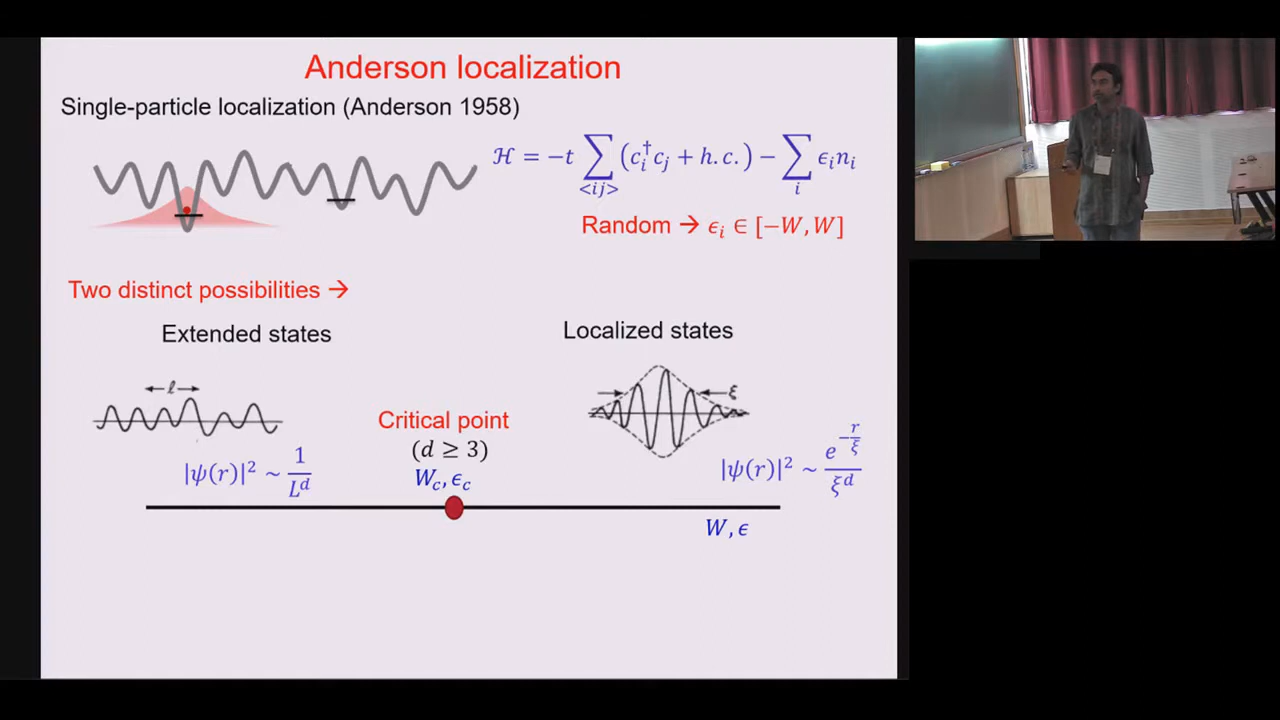 Anderson localization
Single-particle localization (Anderson 1958)
ℋ = −t ∑_{<ij>} (c_i^† c_j + h.c.) − ∑_i ϵ_i n_i
Random → ϵ_i ∈ [−W, W]
Two distinct possibilities →
Extended states
Localized states
ℓ
ξ
Critical point
(d ≥ 3)
W_c, ϵ_c
|ψ(r)|² ~ 1/L^d
|ψ(r)|² ~ e^{−r/ξ}/ξ^d
W, ϵ